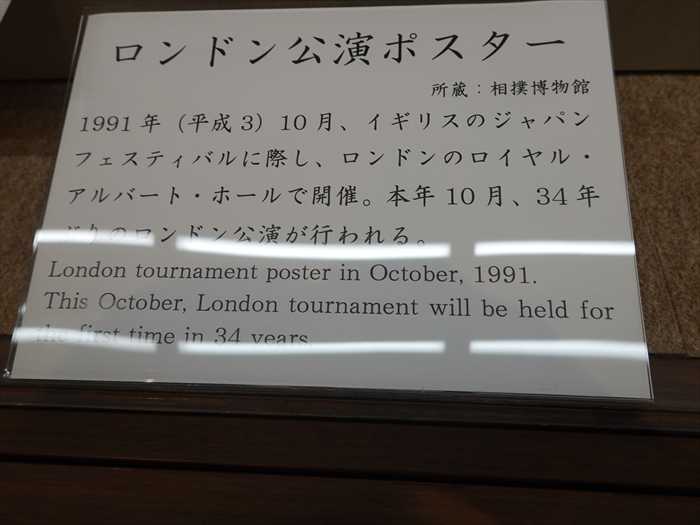 ロンドン公演ポスター
所蔵：相撲博物館
1991年（平成3）10月、イギリスのジャパン
フェスティバルに際し、ロンドンのロイヤル・
アルバート・ホールで開催。本年10月、34年
ぶりのロンドン公演が行われる。
London tournament poster in October, 1991.
This October, London tournament will be held for
the first time in 34 years.